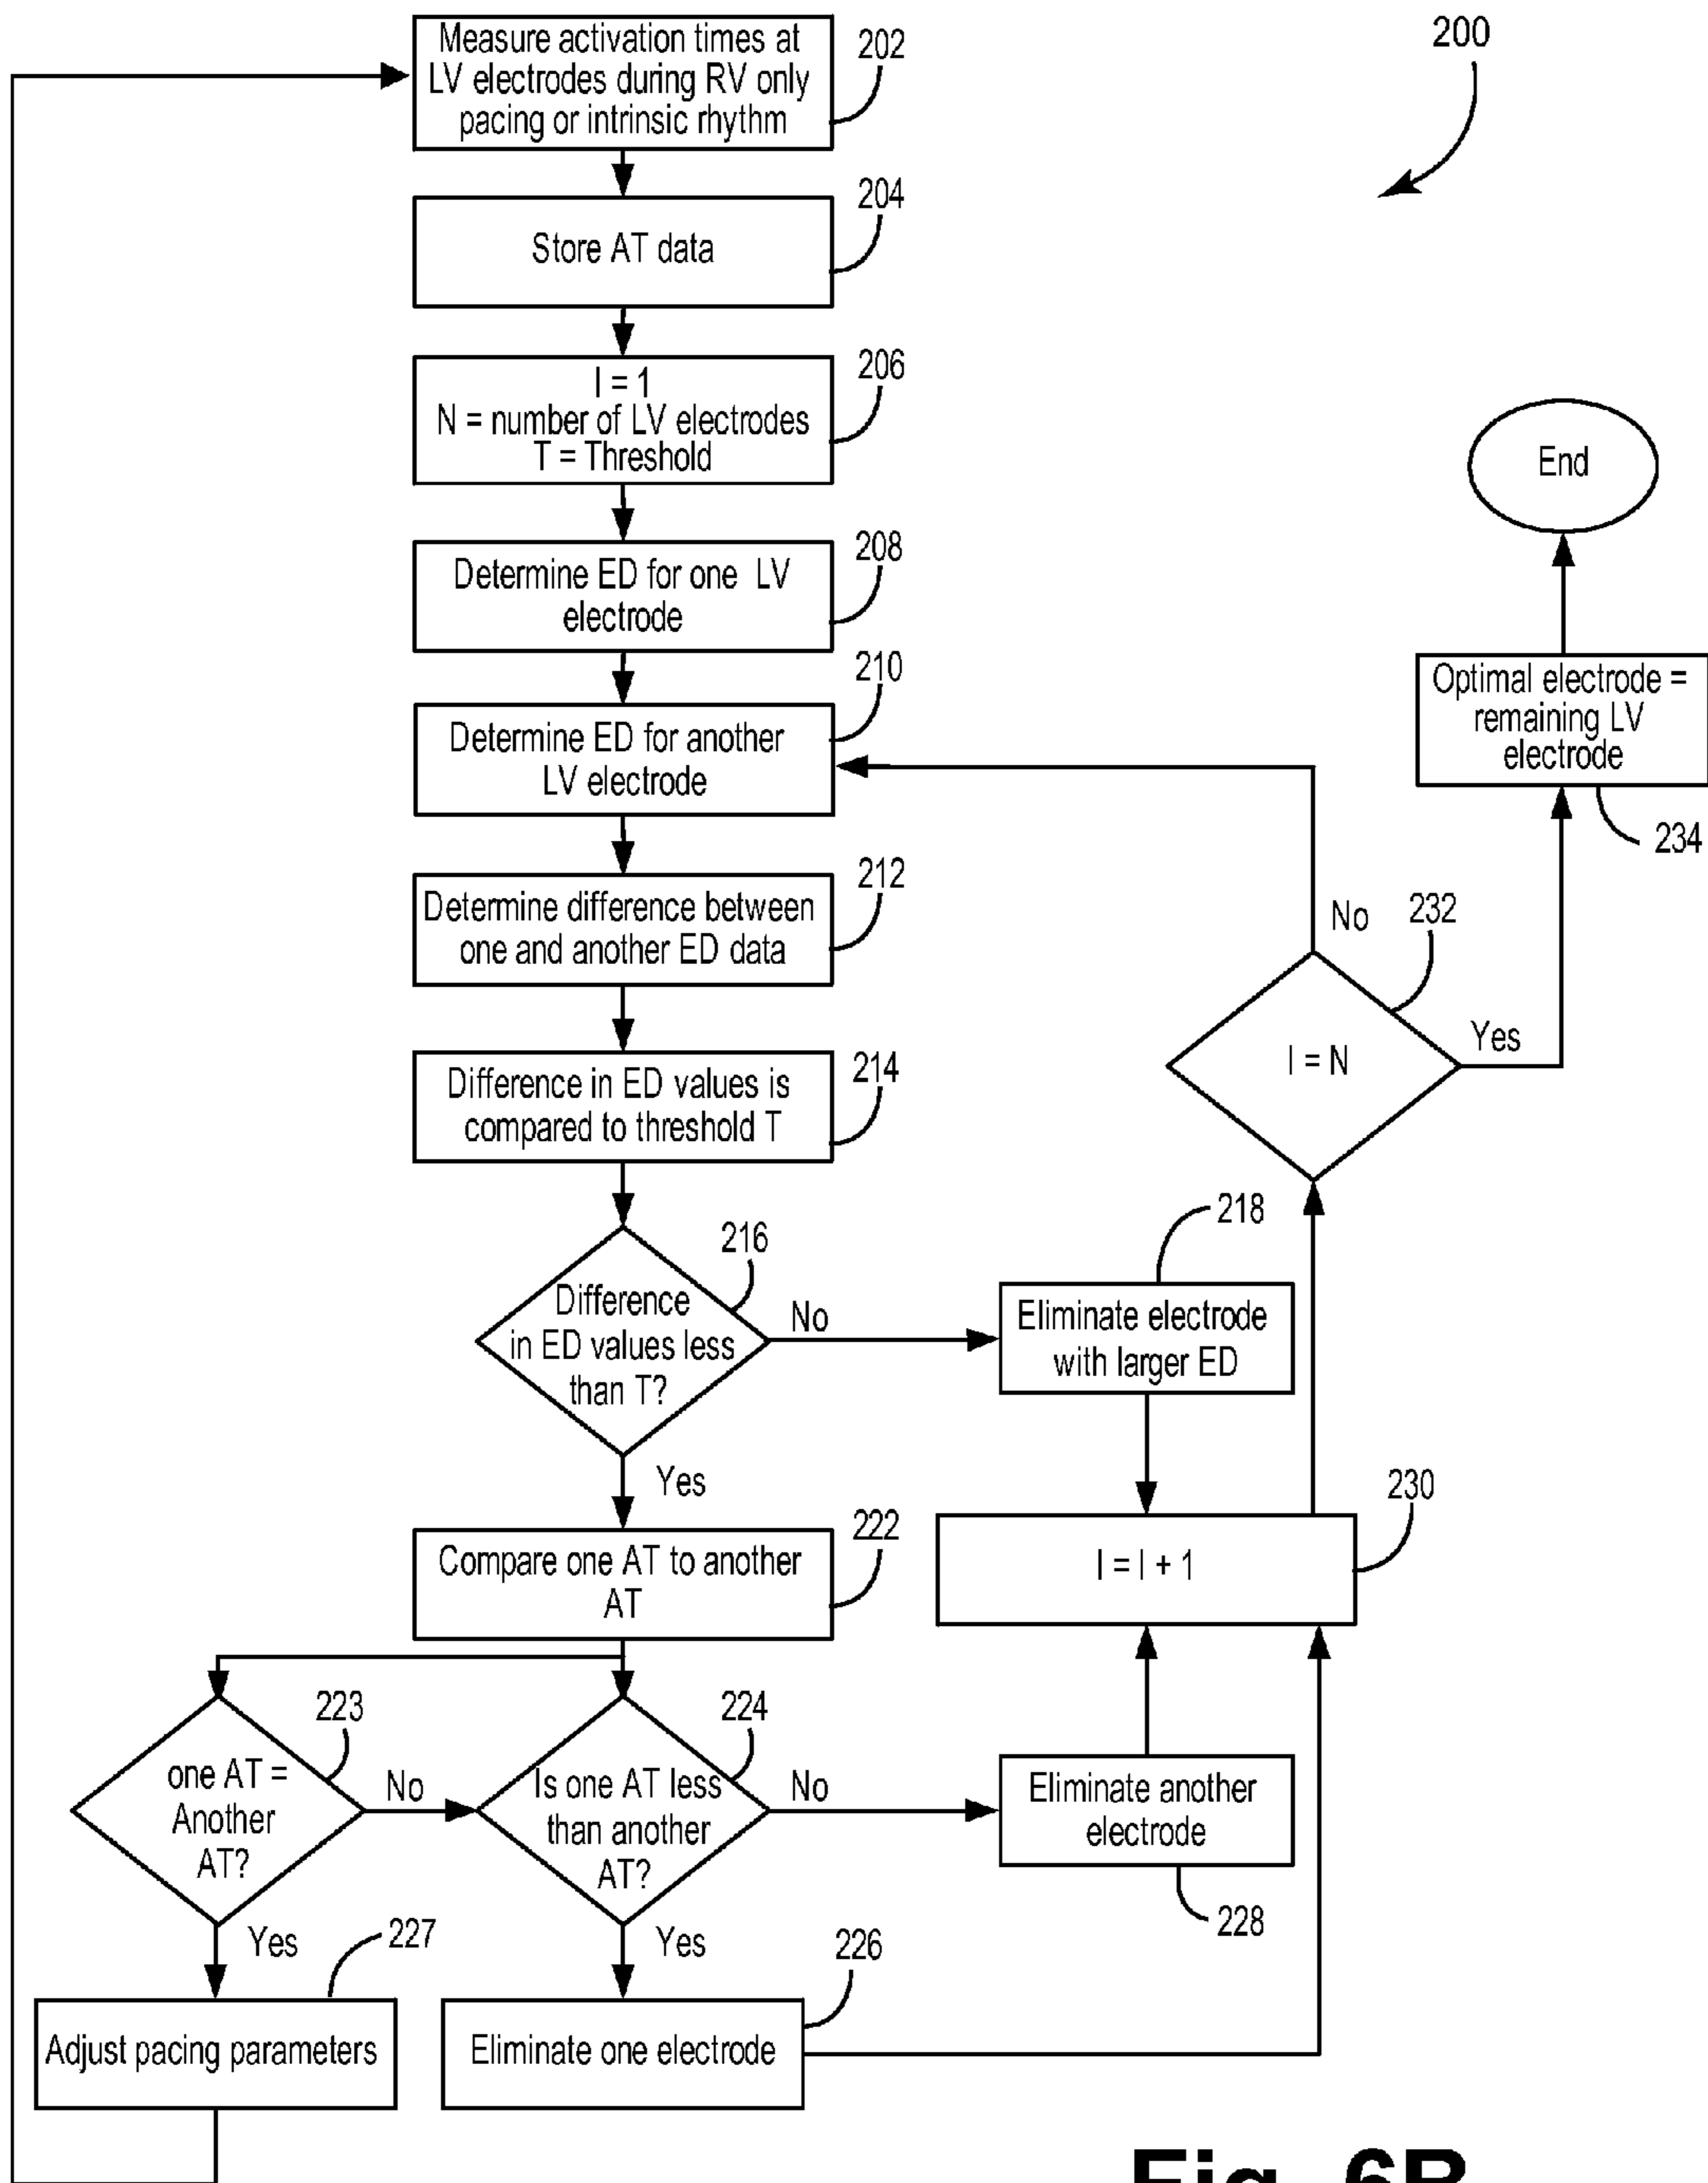 Measure activation times at
LV electrodes during RV only
pacing or intrinsic rhythm
202
200
Store AT data
204
I = 1
N = number of LV electrodes
T = Threshold
206
End
Determine ED for one LV
electrode
208
Determine ED for another
LV electrode
210
Optimal electrode =
remaining LV
electrode
234
Determine difference between
one and another ED data
212
No
232
I = N
Yes
Difference in ED values is
compared to threshold T
214
Difference
in ED values less
than T?
216
No
Eliminate electrode
with larger ED
218
Yes
Compare one AT to another
AT
222
I = I + 1
230
one AT =
Another
AT?
223
No
Is one AT less
than another
AT?
224
No
Eliminate another
electrode
228
Yes
227
Yes
226
Adjust pacing parameters
Eliminate one electrode
Fig. 6B